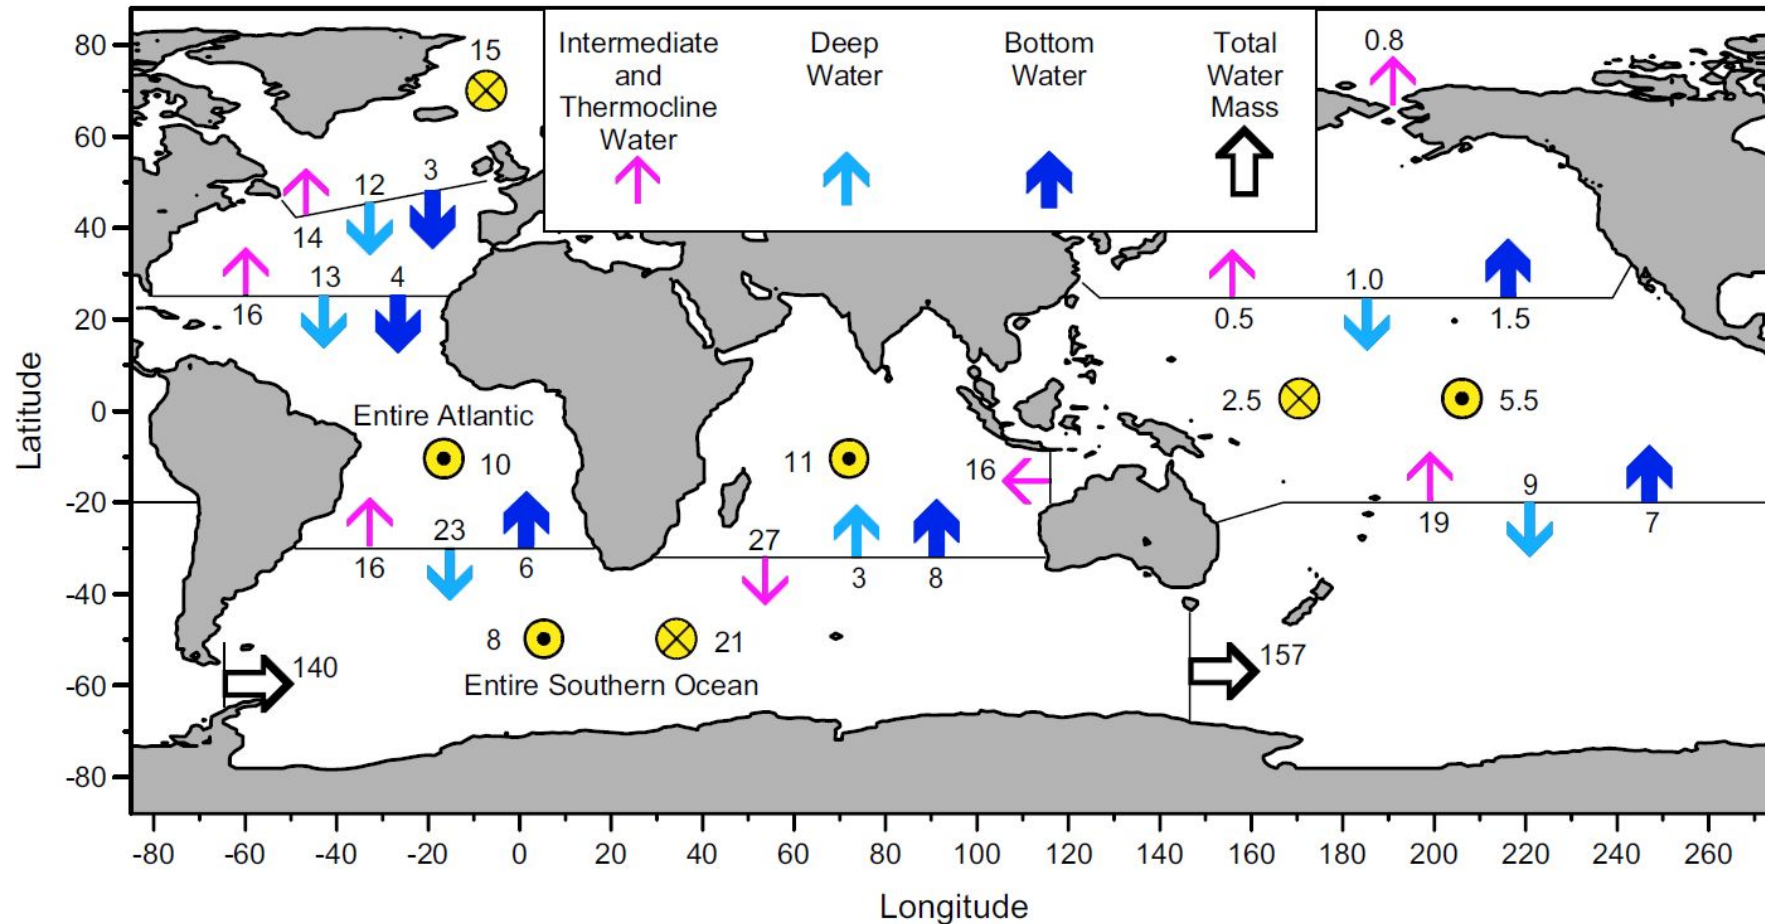 80
60
40
20
0
-20
-40
-60
-80
Latitude
Intermediate
and
Thermocline
Water
Deep
Water
Bottom
Water
Total
Water
Mass
15
0.8
12
3
14
13
4
16
1.0
0.5
1.5
2.5
5.5
Entire Atlantic
10
11
16
23
16
6
27
3
8
9
19
7
8
21
Entire Southern Ocean
140
157
-80 -60 -40 -20 0 20 40 60 80 100 120 140 160 180 200 220 240 260
Longitude